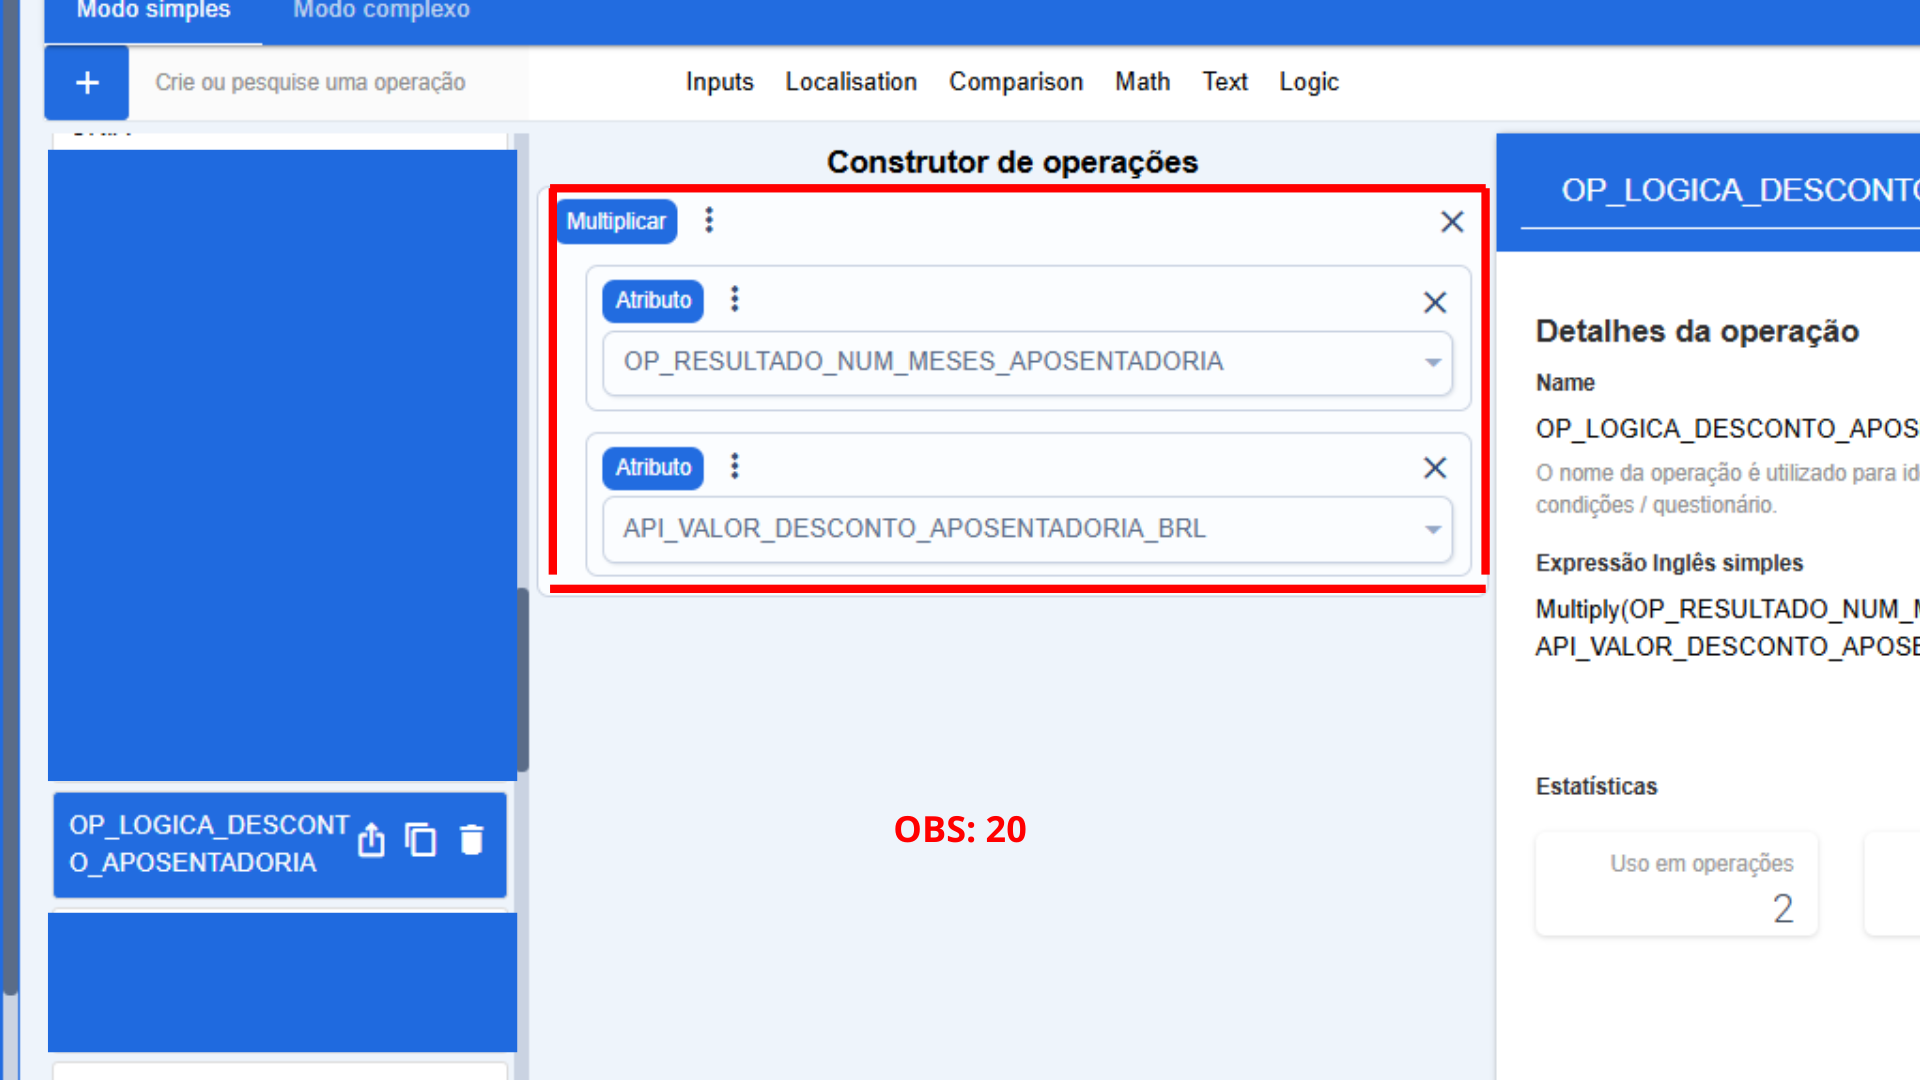 Modo simples
Modo complexo
+
Crie ou pesquise uma operação
Inputs
Localisation
Comparison
Math
Text
Logic
Construtor de operações
Multiplicar
Atributo
OP_RESULTADO_NUM_MESES_APOSENTADORIA
Atributo
API_VALOR_DESCONTO_APOSENTADORIA_BRL
OP_LOGICA_DESCONT
O_APOSENTADORIA
OBS: 20
OP_LOGICA_DESCONTO
Detalhes da operação
Name
OP_LOGICA_DESCONTO_APOS
O nome da operação é utilizado para id
condições / questionário.
Expressão Inglês simples
Multiply(OP_RESULTADO_NUM_M
API_VALOR_DESCONTO_APOSE
Estatísticas
Uso em operações
2